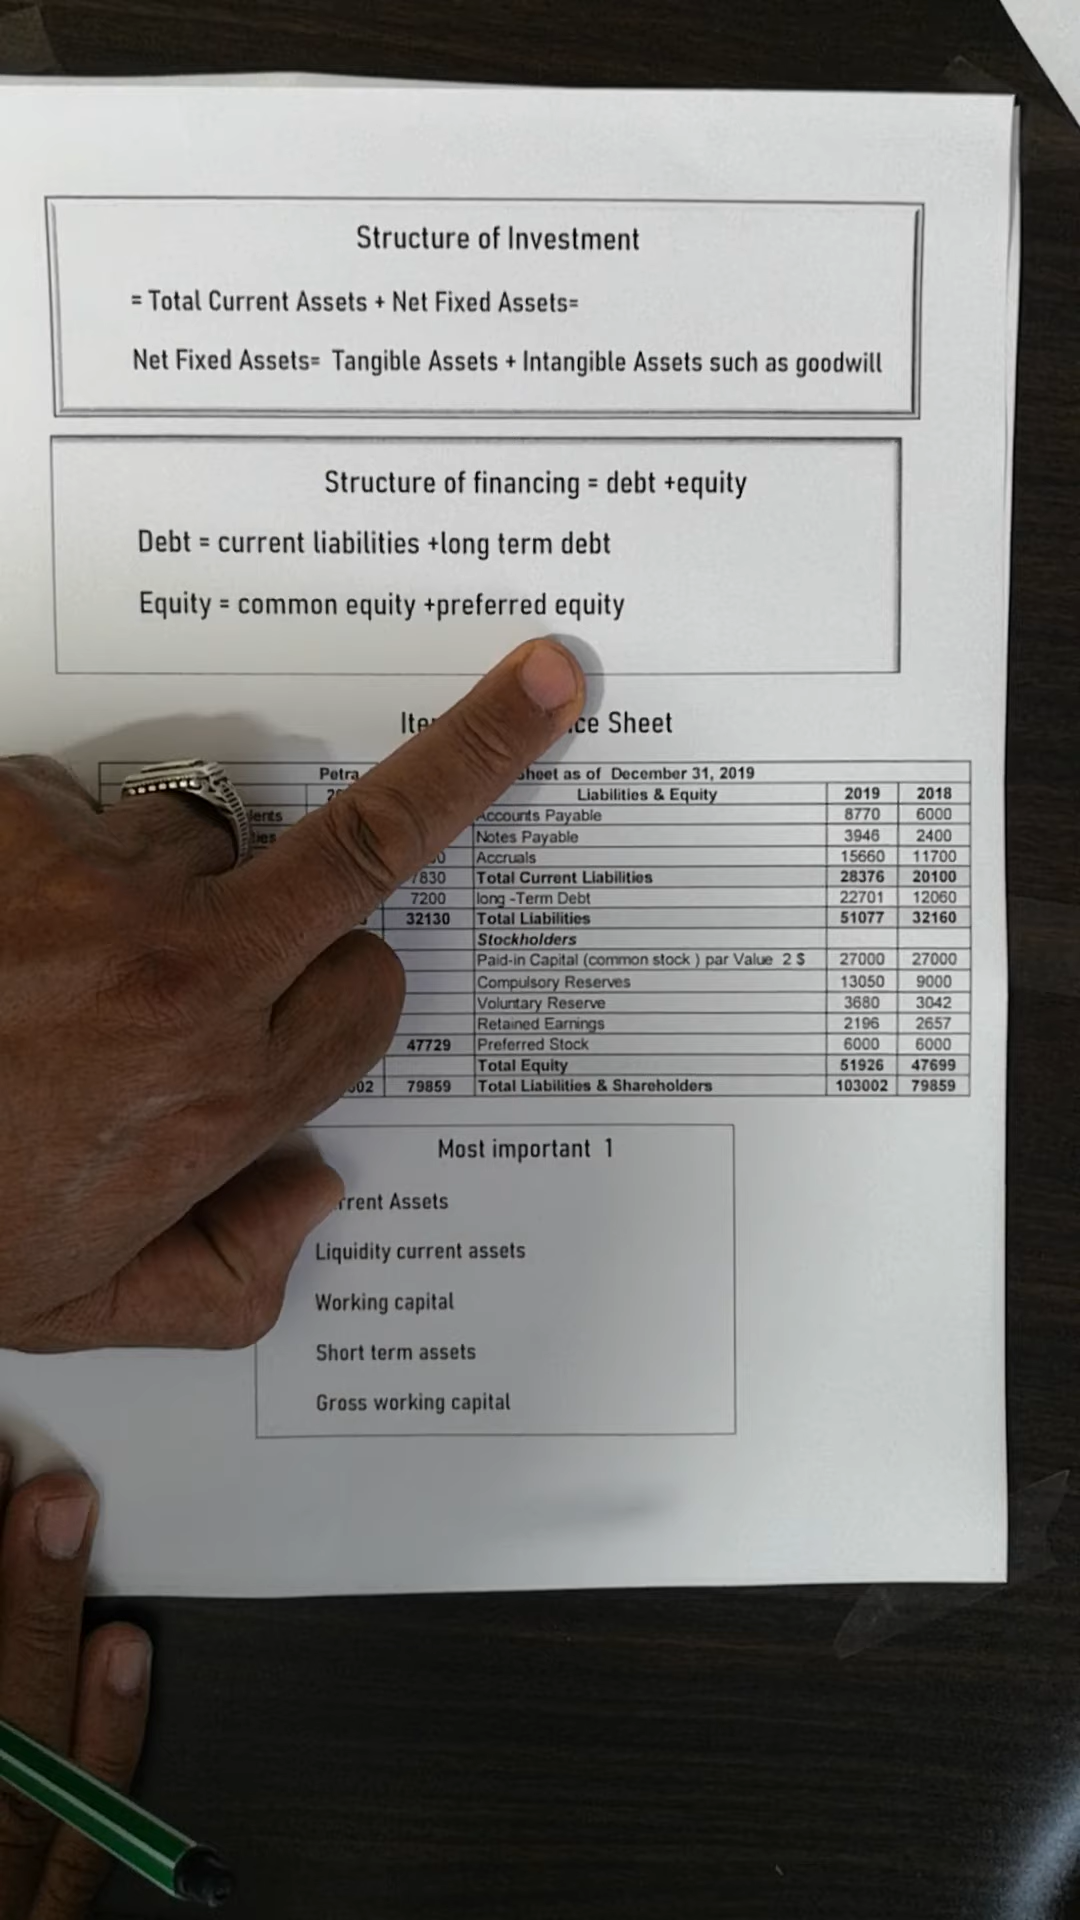 Structure of Investment
= Total Current Assets + Net Fixed Assets=
Net Fixed Assets= Tangible Assets + Intangible Assets such as goodwill
Structure of financing = debt +equity
Debt = current liabilities +long term debt
Equity = common equity +preferred equity
Sheet
Petra as of December 31, 2019
Liabilities & Equity 2019 2018
Accounts Payable 8770 6000
Notes Payable 3946 2400
Accruals 15660 11700
Total Current Liabilities 28376 20100
7200 long -Term Debt 22701 12060
32130 Total Liabilities 51077 32160
Stockholders
Paid-in Capital (common stock ) par Value 2 $ 27000 27000
Compulsory Reserves 13050 9000
Voluntary Reserve 3680 3042
Retained Earnings 2196 2657
47729 Preferred Stock 6000 6000
Total Equity 51926 47699
79859 Total Liabilities & Shareholders 103002 79859
Most important 1
Assets
Liquidity current assets
Working capital
Short term assets
Gross working capital